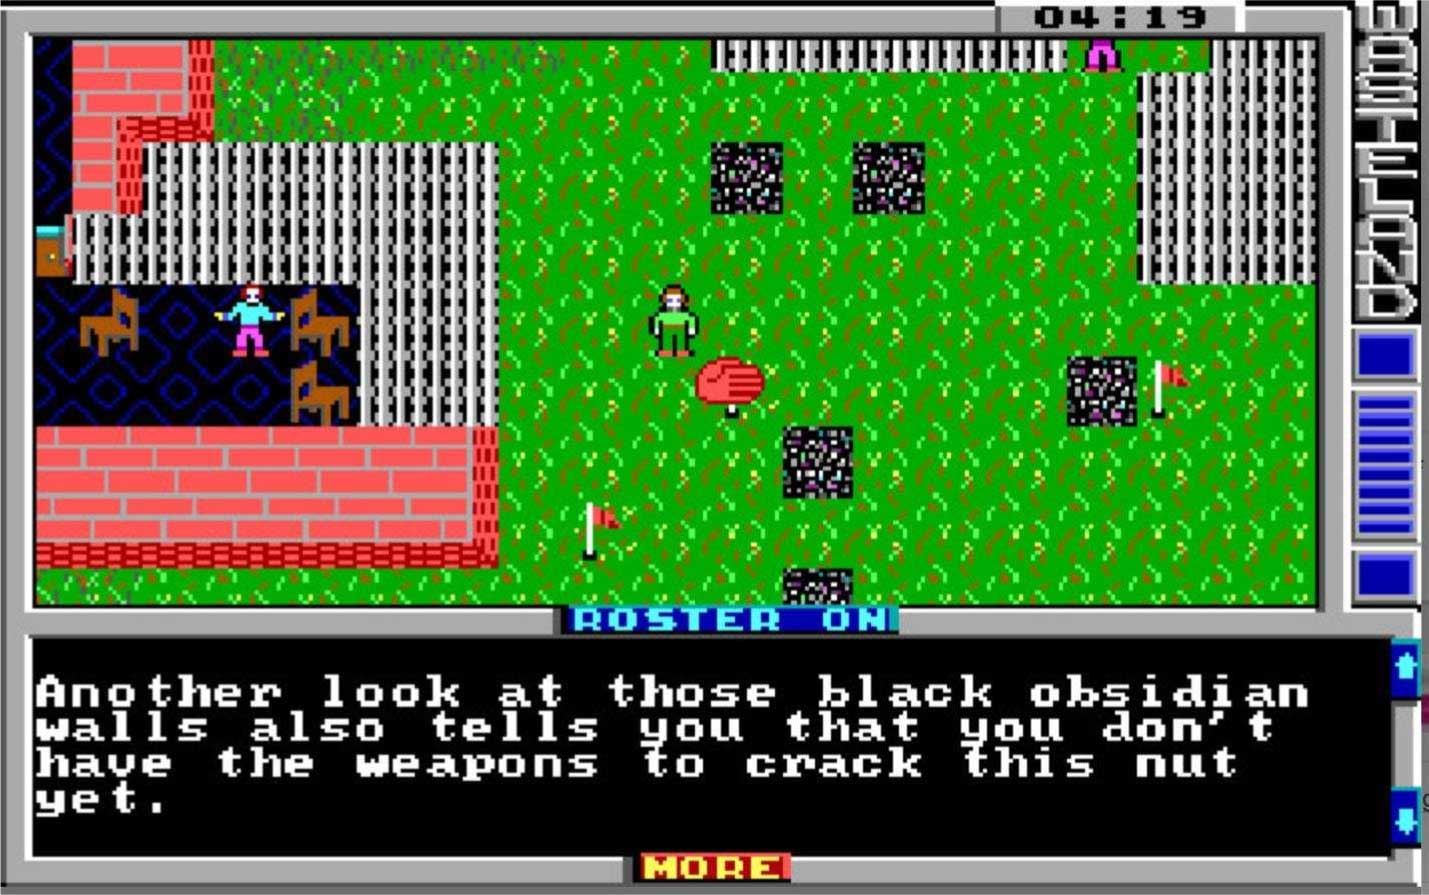 04:19
WASTELAND
ROSTER ON
Another look at those black obsidian
walls also tells you that you don't
have the weapons to crack this nut
yet.
MORE